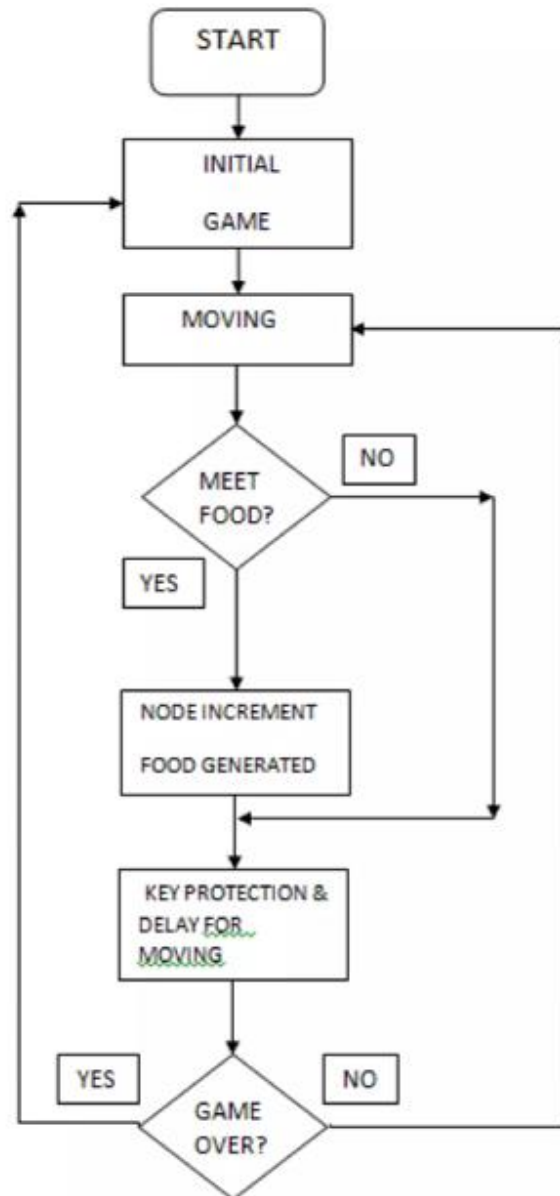 START
INITIAL
GAME
MOVING
NO
MEET
FOOD?
YES
NODE INCREMENT
FOOD GENERATED
KEY PROTECTION &
DELAY FOR
MOVING
YES
NO
GAME
OVER?